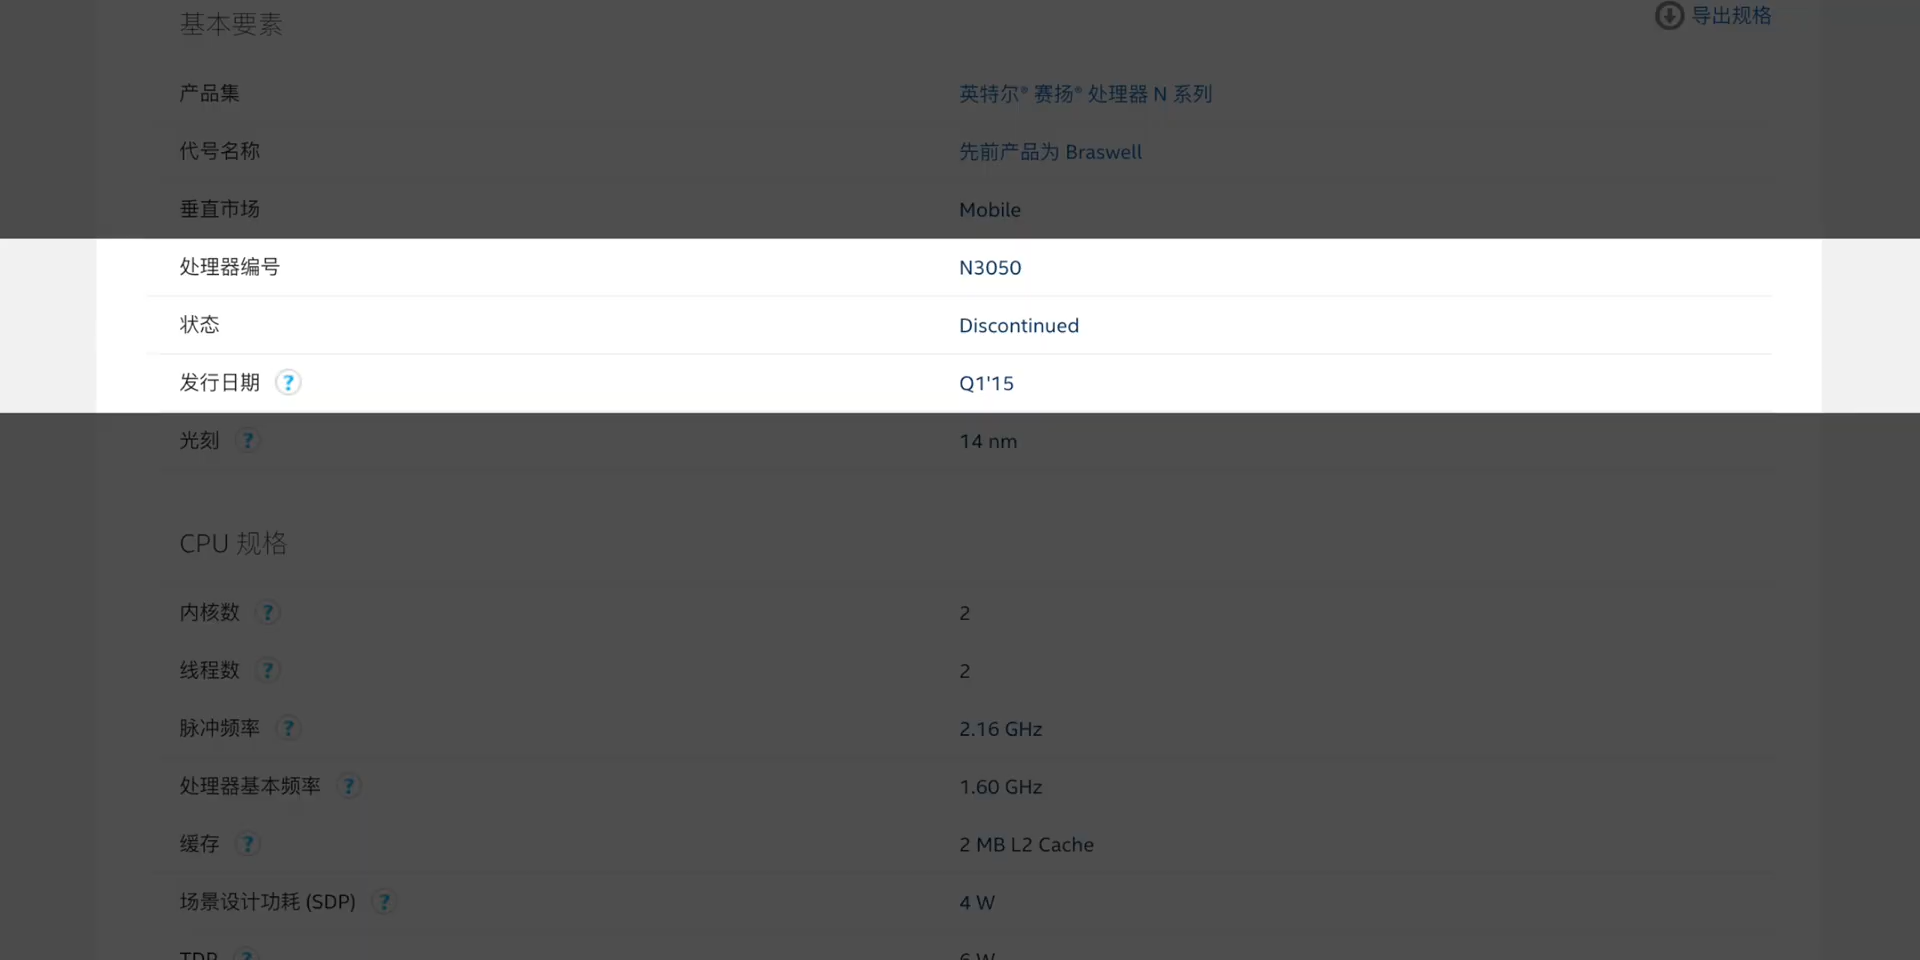 基本要素
导出规格
产品集 英特尔® 赛扬® 处理器 N 系列
代号名称 先前产品为 Braswell
垂直市场 Mobile
处理器编号 N3050
状态 Discontinued
发行日期 ? Q1'15
光刻 ? 14 nm
CPU 规格
内核数 ? 2
线程数 ? 2
脉冲频率 ? 2.16 GHz
处理器基本频率 ? 1.60 GHz
缓存 ? 2 MB L2 Cache
场景设计功耗 (SDP) ? 4 W
TDP ? 6 W